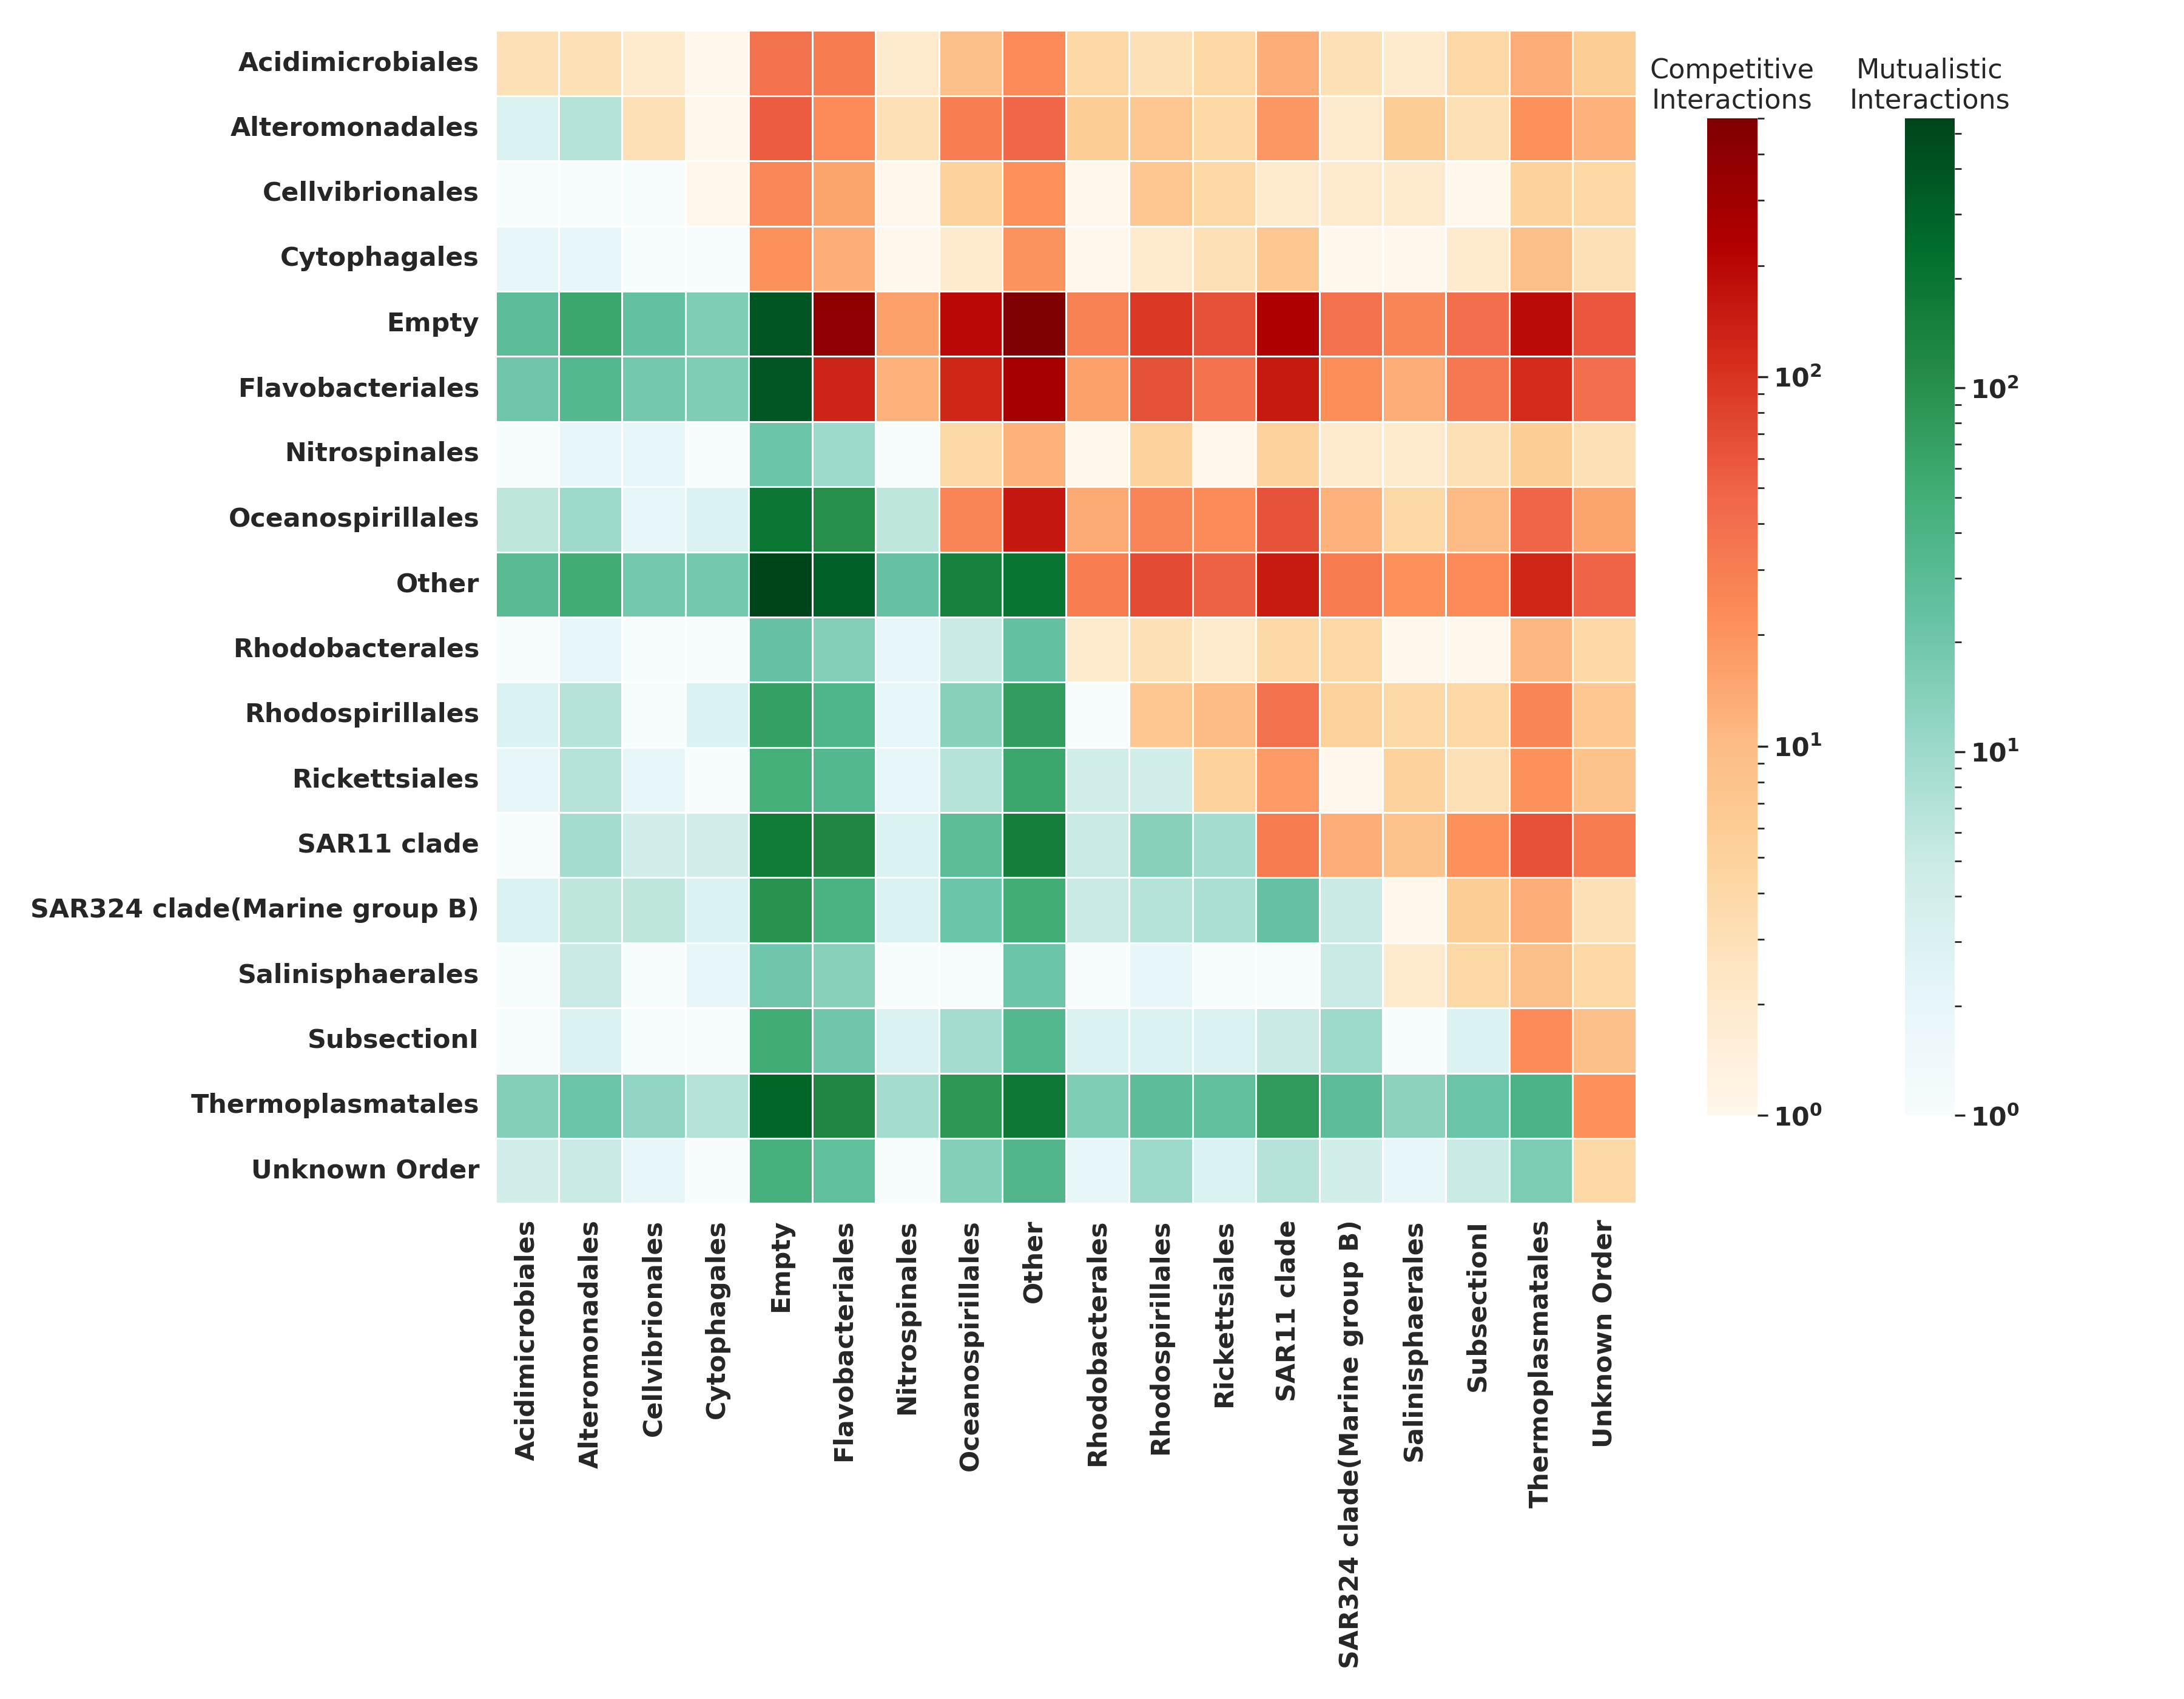 Competitive
Interactions
Mutualistic
Interactions
Acidimicrobiales
Alteromonadales
Cellvibrionales
Cytophagales
Empty
Flavobacteriales
Nitrospinales
Oceanospirillales
Other
Rhodobacterales
Rhodospirillales
Rickettsiales
SAR11 clade
SAR324 clade(Marine group B)
Salinisphaerales
SubsectionI
Thermoplasmatales
Unknown Order
10²
10¹
10⁰
10²
10¹
10⁰
Acidimicrobiales
Alteromonadales
Cellvibrionales
Cytophagales
Empty
Flavobacteriales
Nitrospinales
Oceanospirillales
Other
Rhodobacterales
Rhodospirillales
Rickettsiales
SAR11 clade
SAR324 clade(Marine group B)
Salinisphaerales
SubsectionI
Thermoplasmatales
Unknown Order